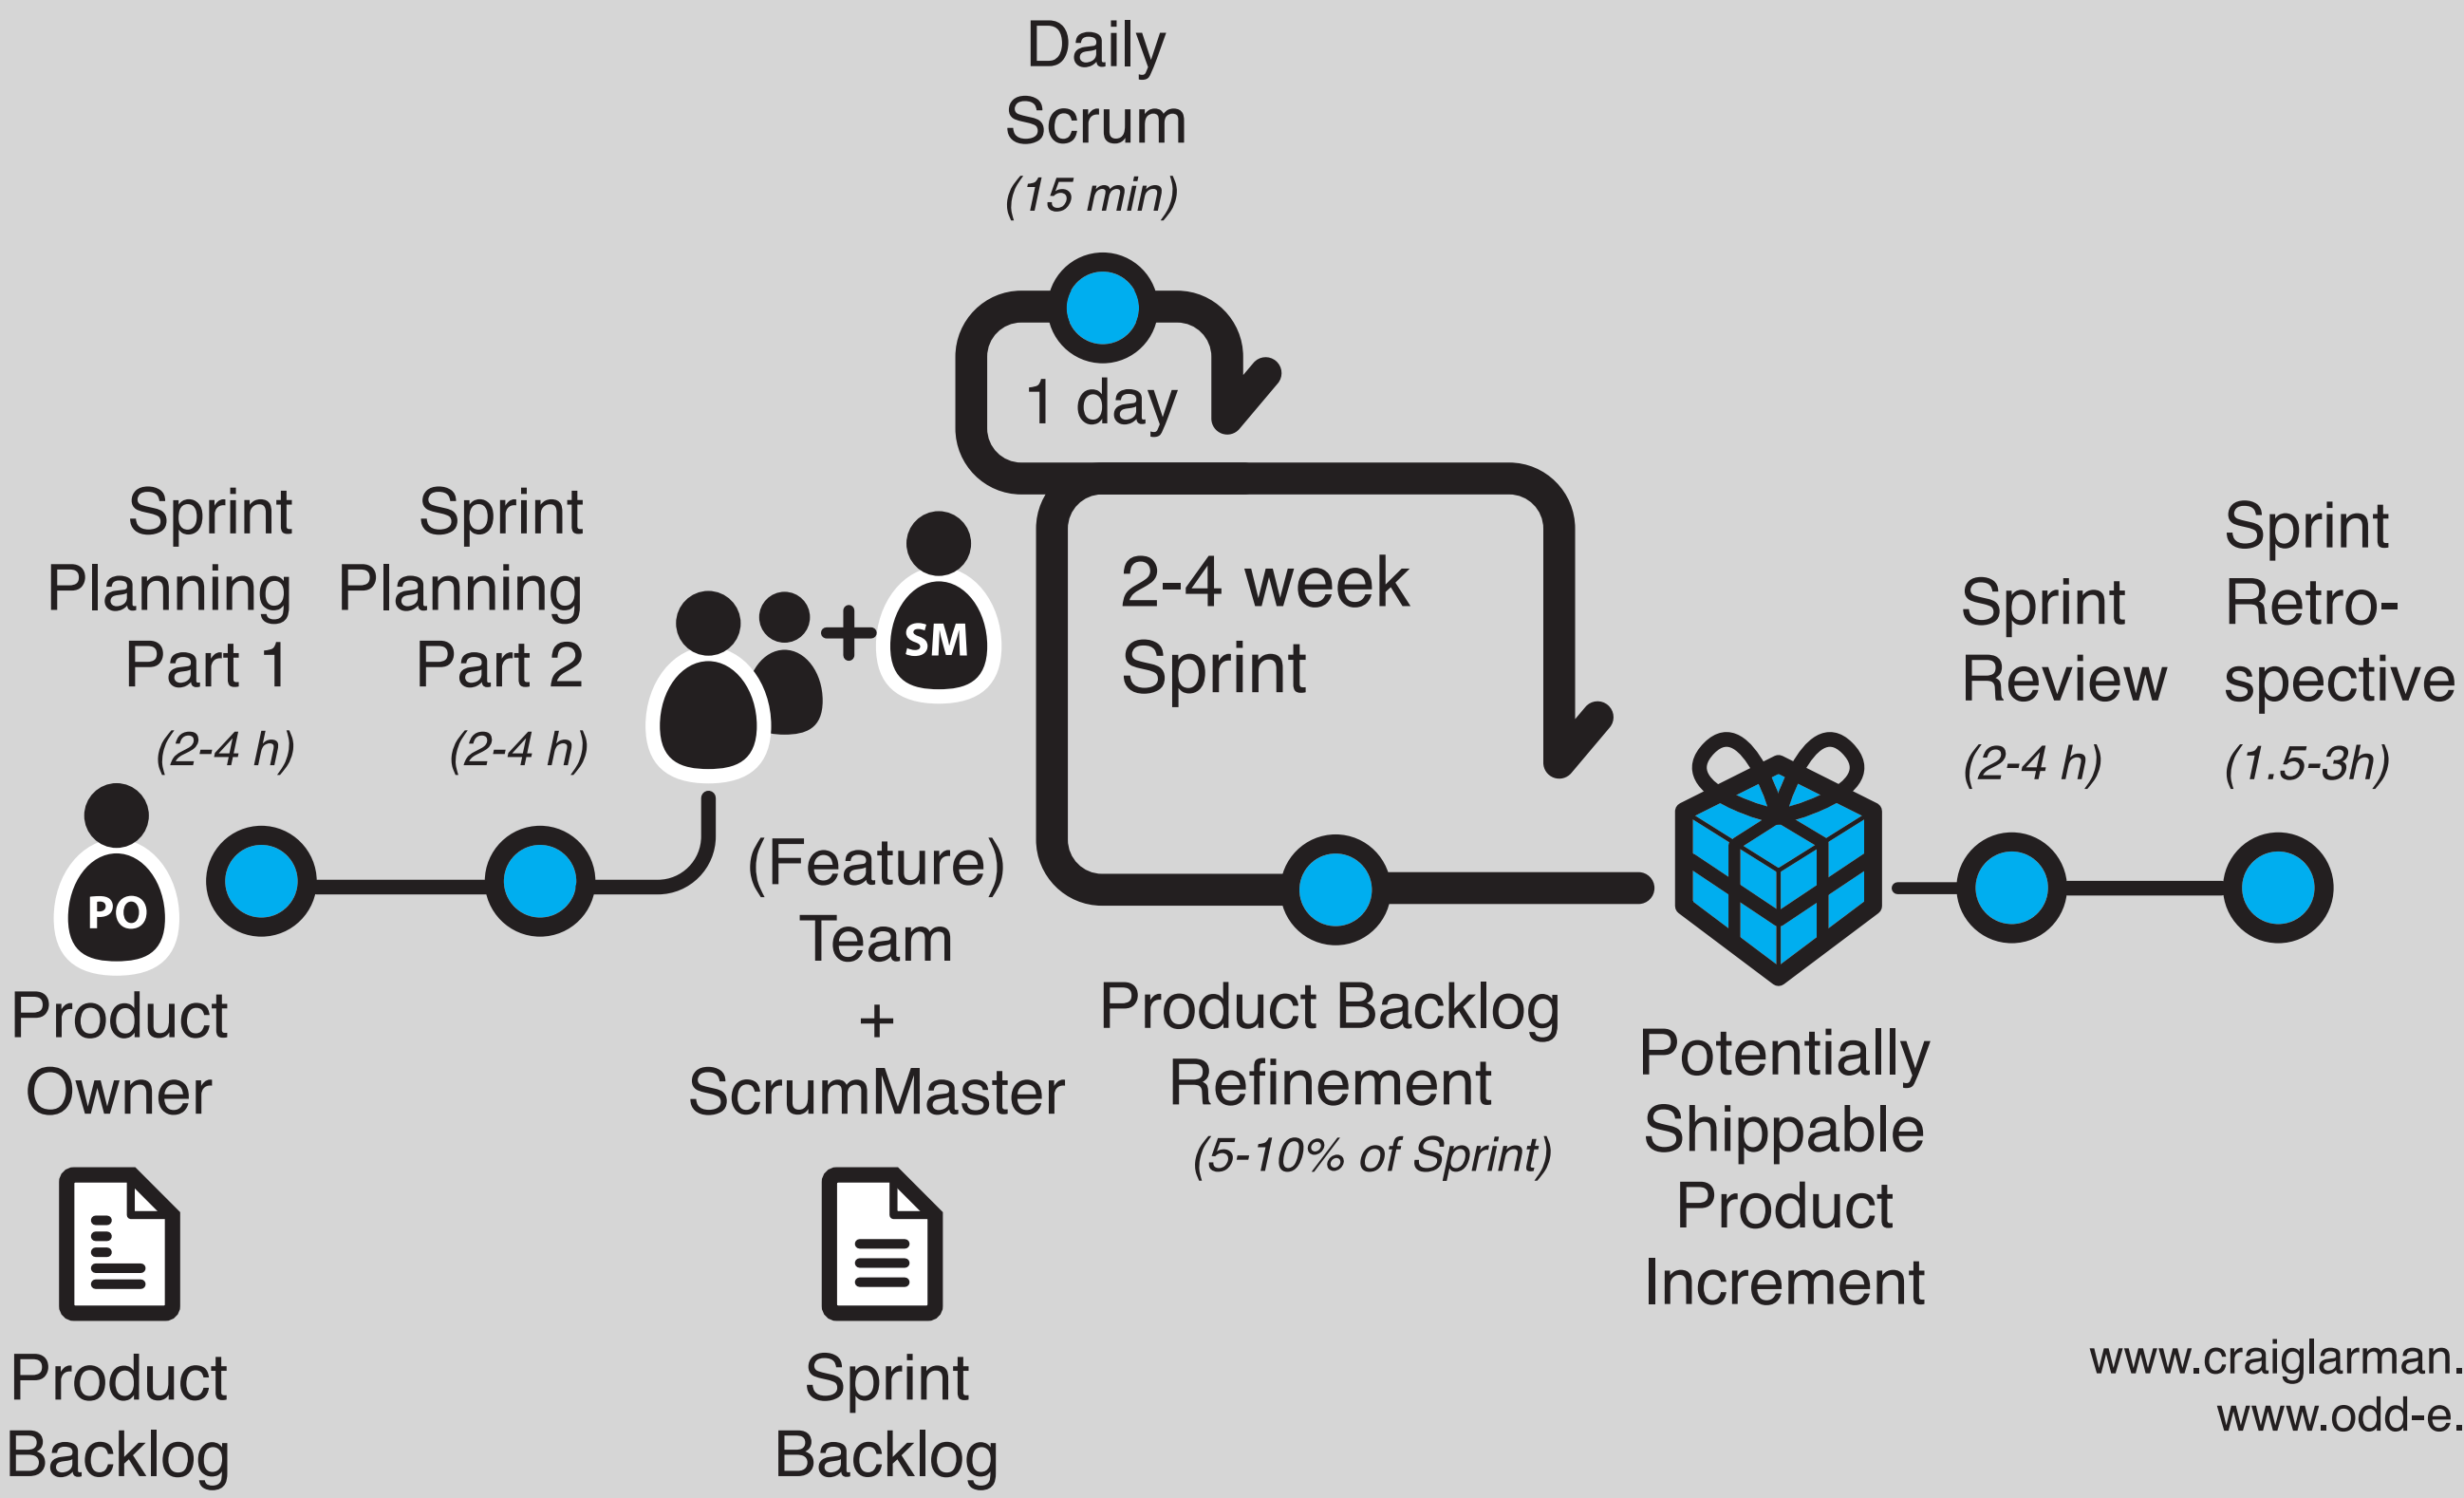 Daily
Scrum
(15 min)
1 day
Sprint
Planning
Part 1
(2-4 h)
Sprint
Planning
Part 2
(2-4 h)
SM
2-4 week
Sprint
Sprint
Review
(2-4 h)
Sprint
Retro-
spective
(1.5-3h)
PO
Product
Owner
(Feature)
Team
+
ScrumMaster
Product Backlog
Refinement
(5-10% of Sprint)
Potentially
Shippable
Product
Increment
Product
Backlog
Sprint
Backlog
www.craiglarman.
www.odd-e.